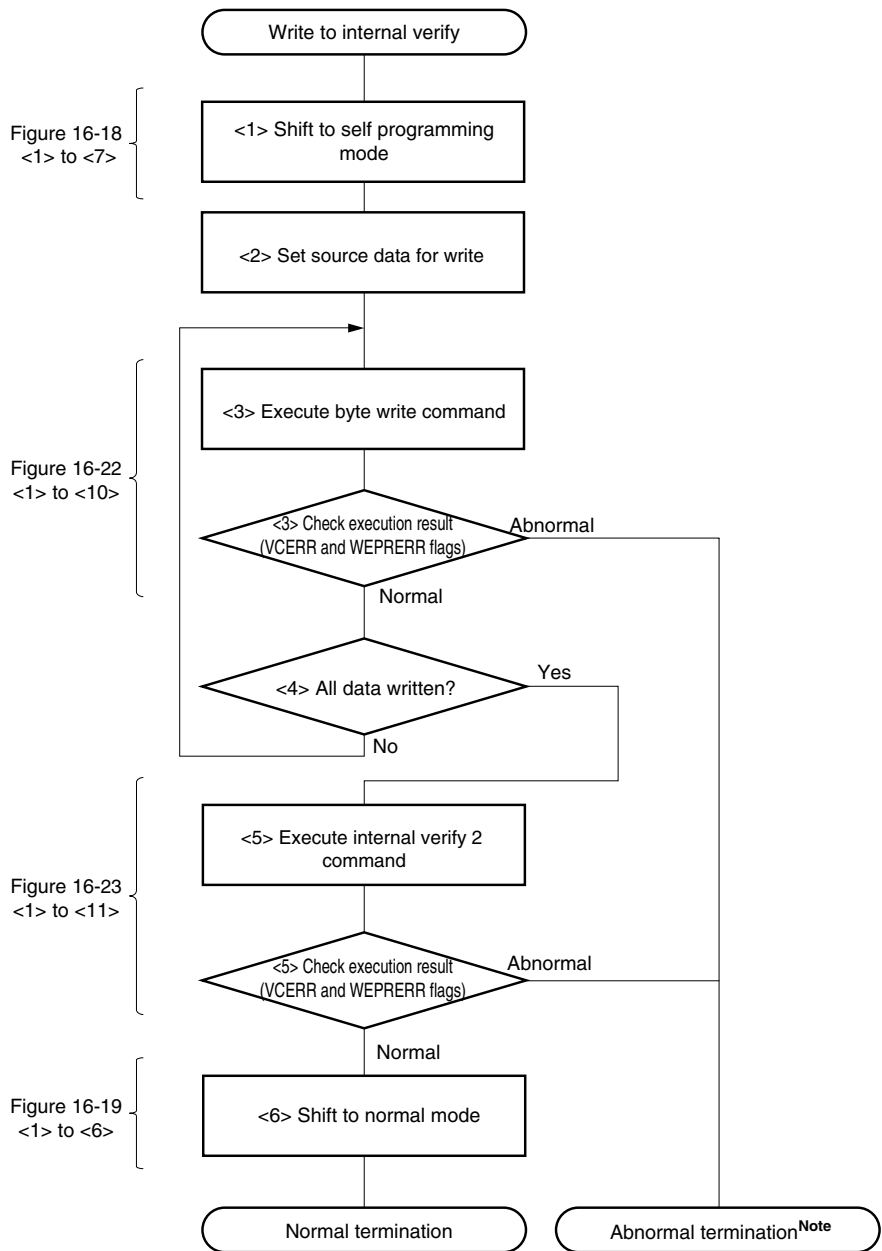 Write to internal verify
Figure 16-18
<1> to <7>
<1> Shift to self programming
mode
<2> Set source data for write
Figure 16-22
<1> to <10>
<3> Execute byte write command
<3> Check execution result
(VCERR and WEPRERR flags)
Abnormal
Normal
<4> All data written?
Yes
No
Figure 16-23
<1> to <11>
<5> Execute internal verify 2
command
<5> Check execution result
(VCERR and WEPRERR flags)
Abnormal
Normal
Figure 16-19
<1> to <6>
<6> Shift to normal mode
Normal termination
Abnormal terminationNote